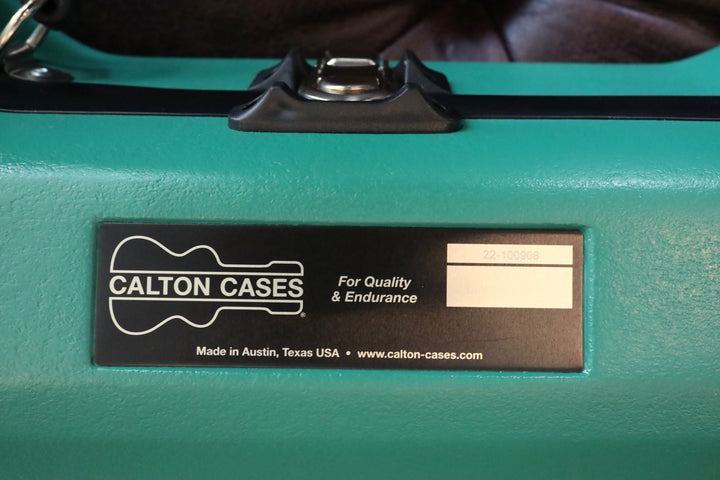 CALTON CASES®
For Quality
& Endurance
22-100908
Made in Austin, Texas USA • www.calton-cases.com